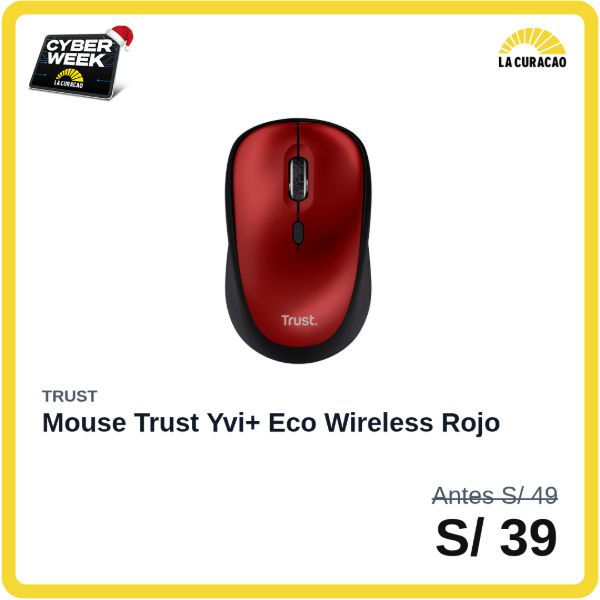 CYBER
WEEK
LA CURACAO
LA CURACAO
Trust.
TRUST
Mouse Trust Yvi+ Eco Wireless Rojo
Antes S/ 49
S/ 39